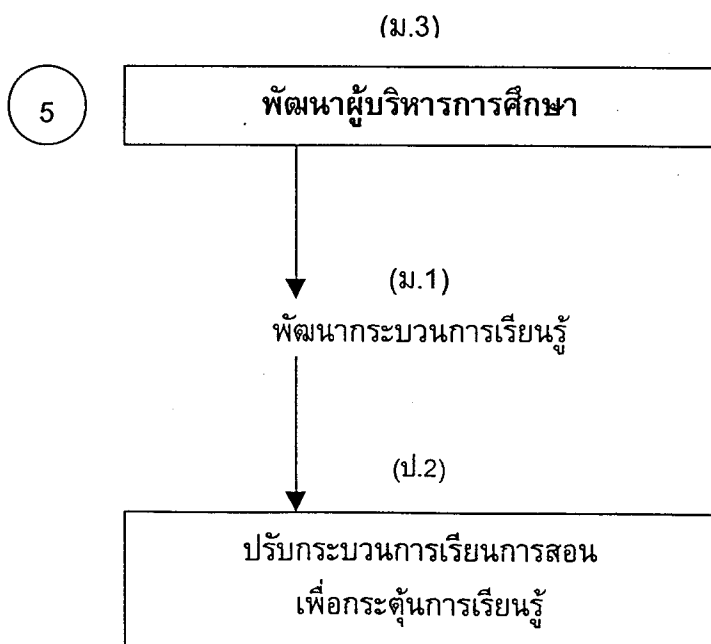 (ม.3)
5
พัฒนาผู้บริหารการศึกษา
(ม.1)
พัฒนากระบวนการเรียนรู้
(ป.2)
ปรับกระบวนการเรียนการสอน
เพื่อกระตุ้นการเรียนรู้